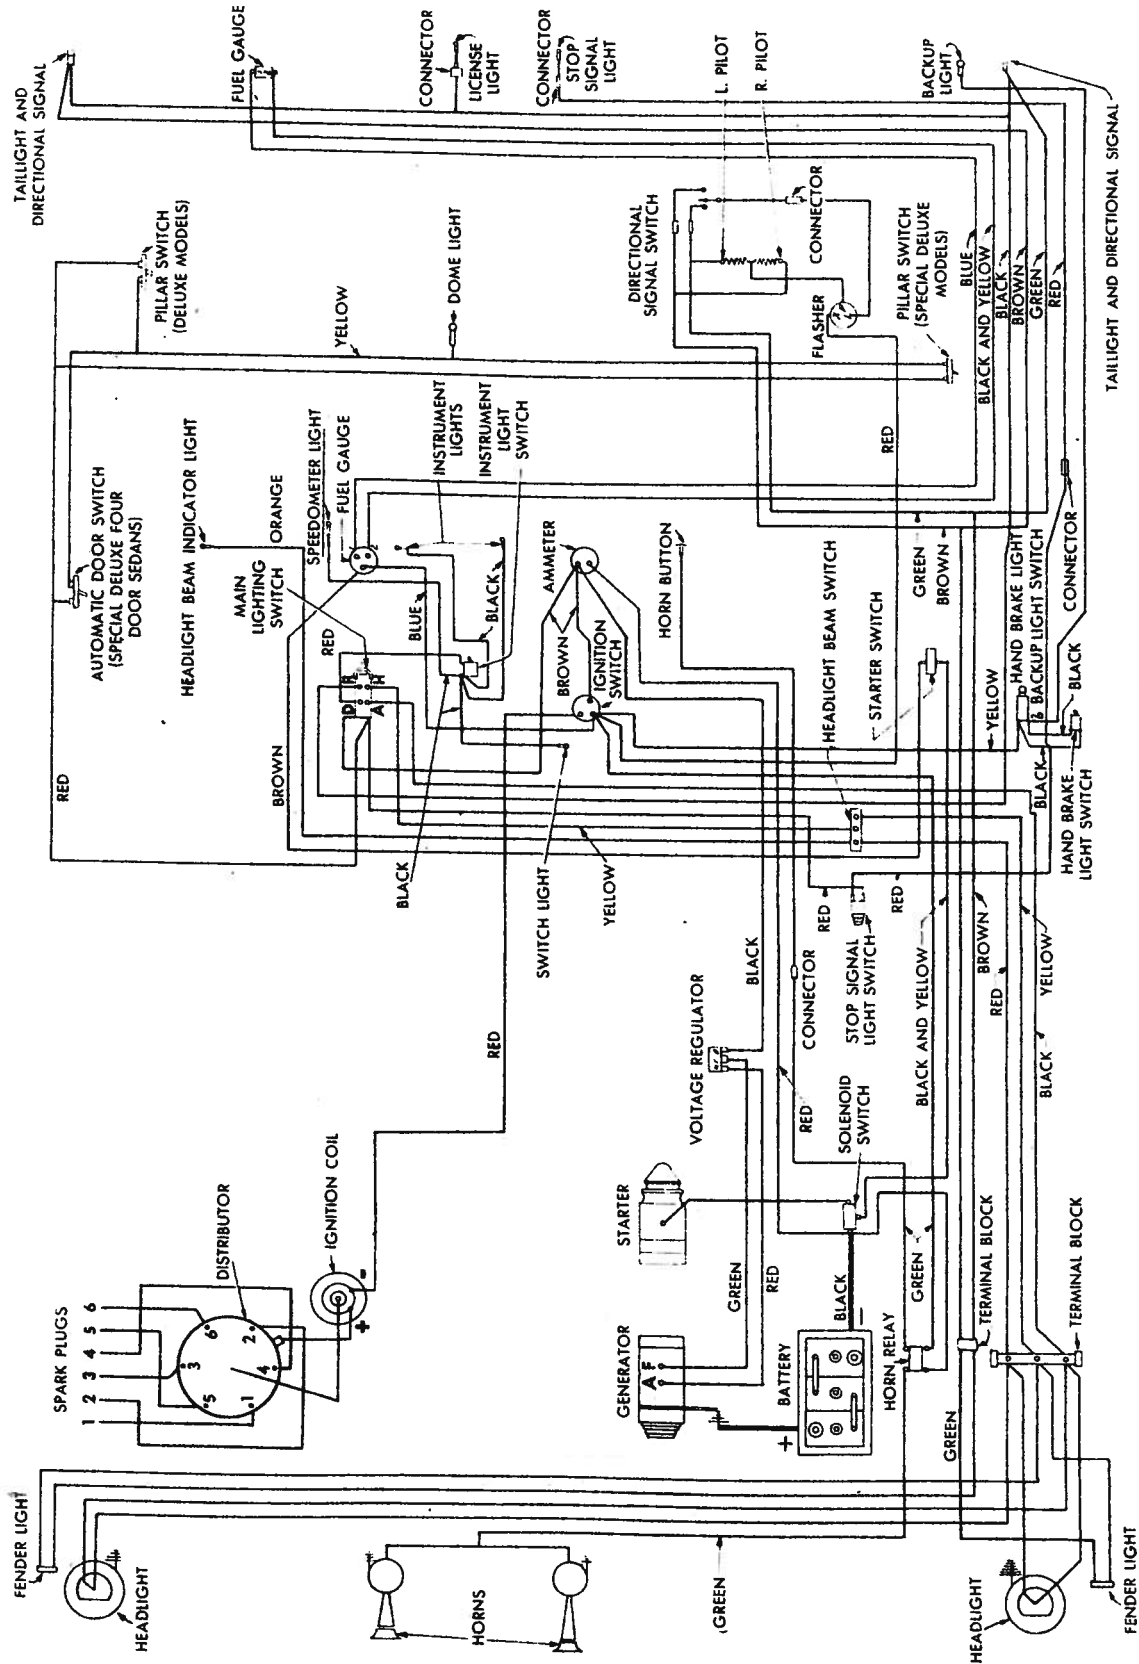 TAILLIGHT AND
DIRECTIONAL SIGNAL
FUEL GAUGE
CONNECTOR
LICENSE
LIGHT
CONNECTOR
STOP
SIGNAL
LIGHT
L. PILOT
R. PILOT
BACKUP
LIGHT
TAILLIGHT AND DIRECTIONAL SIGNAL
PILLAR SWITCH
(DELUXE MODELS)
YELLOW
DOME LIGHT
DIRECTIONAL
SIGNAL SWITCH
CONNECTOR
FLASHER
PILLAR SWITCH
(SPECIAL DELUXE
MODELS)
BLUE
BLACK AND YELLOW
BLACK
BROWN
GREEN
RED
AUTOMATIC DOOR SWITCH
(SPECIAL DELUXE FOUR
DOOR SEDANS)
HEADLIGHT BEAM INDICATOR LIGHT
ORANGE
MAIN
LIGHTING
SWITCH
SPEEDOMETER LIGHT
FUEL GAUGE
INSTRUMENT
LIGHTS
INSTRUMENT
LIGHT
SWITCH
RED
RED
B
H
D
A
BLUE
BLACK
AMMETER
BROWN
IGNITION
SWITCH
HORN BUTTON
HEADLIGHT BEAM SWITCH
STARTER SWITCH
GREEN
BROWN
HAND BRAKE LIGHT
BACKUP LIGHT SWITCH
CONNECTOR
BLACK
YELLOW
RED
BROWN
BLACK
SWITCH LIGHT
YELLOW
BLACK
HAND BRAKE
LIGHT SWITCH
RED
VOLTAGE REGULATOR
BLACK
RED
CONNECTOR
RED
STOP SIGNAL
LIGHT SWITCH
RED
BLACK AND YELLOW
BROWN
RED
YELLOW
BLACK
SPARK PLUGS
1
2
3
4
5
6
DISTRIBUTOR
6
2
3
4
5
1
IGNITION COIL
-
+
STARTER
SOLENOID
SWITCH
GREEN
RED
GENERATOR
A
F
BATTERY
+
-
BLACK
HORN RELAY
GREEN
GREEN
TERMINAL BLOCK
TERMINAL BLOCK
FENDER LIGHT
HEADLIGHT
HORNS
GREEN
HEADLIGHT
FENDER LIGHT